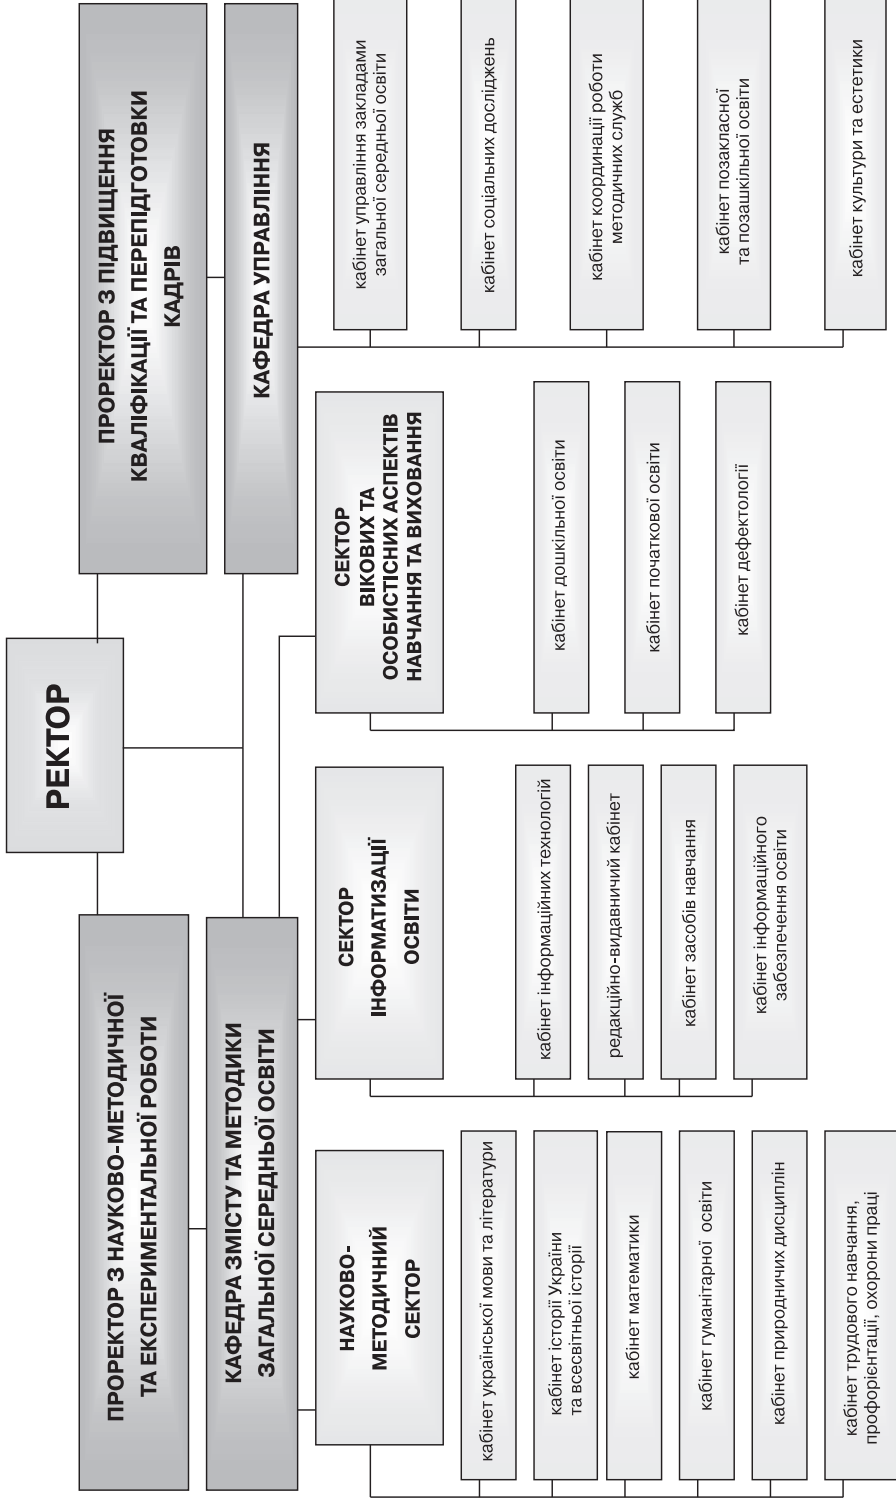 РЕКТОР
ПРОРЕКТОР З НАУКОВО-МЕТОДИЧНОЇ
ТА ЕКСПЕРИМЕНТАЛЬНОЇ РОБОТИ
ПРОРЕКТОР З ПІДВИЩЕННЯ
КВАЛІФІКАЦІЇ ТА ПЕРЕПІДГОТОВКИ
КАДРІВ
КАФЕДРА ЗМІСТУ ТА МЕТОДИКИ
ЗАГАЛЬНОЇ СЕРЕДНЬОЇ ОСВІТИ
КАФЕДРА УПРАВЛІННЯ
НАУКОВО-
МЕТОДИЧНИЙ
СЕКТОР
кабінет української мови та літератури
кабінет історії України
та всесвітньої історії
кабінет математики
кабінет гуманітарної освіти
кабінет природничих дисциплін
кабінет трудового навчання,
профорієнтації, охорони праці
СЕКТОР
ІНФОРМАТИЗАЦІЇ
ОСВІТИ
кабінет інформаційних технологій
редакційно-видавничий кабінет
кабінет засобів навчання
кабінет інформаційного
забезпечення освіти
СЕКТОР
ВІКОВИХ ТА
ОСОБИСТІСНИХ АСПЕКТІВ
НАВЧАННЯ ТА ВИХОВАННЯ
кабінет дошкільної освіти
кабінет початкової освіти
кабінет дефектології
кабінет управління закладами
загальної середньої освіти
кабінет соціальних досліджень
кабінет координації роботи
методичних служб
кабінет позакласної
та позашкільної освіти
кабінет культури та естетики